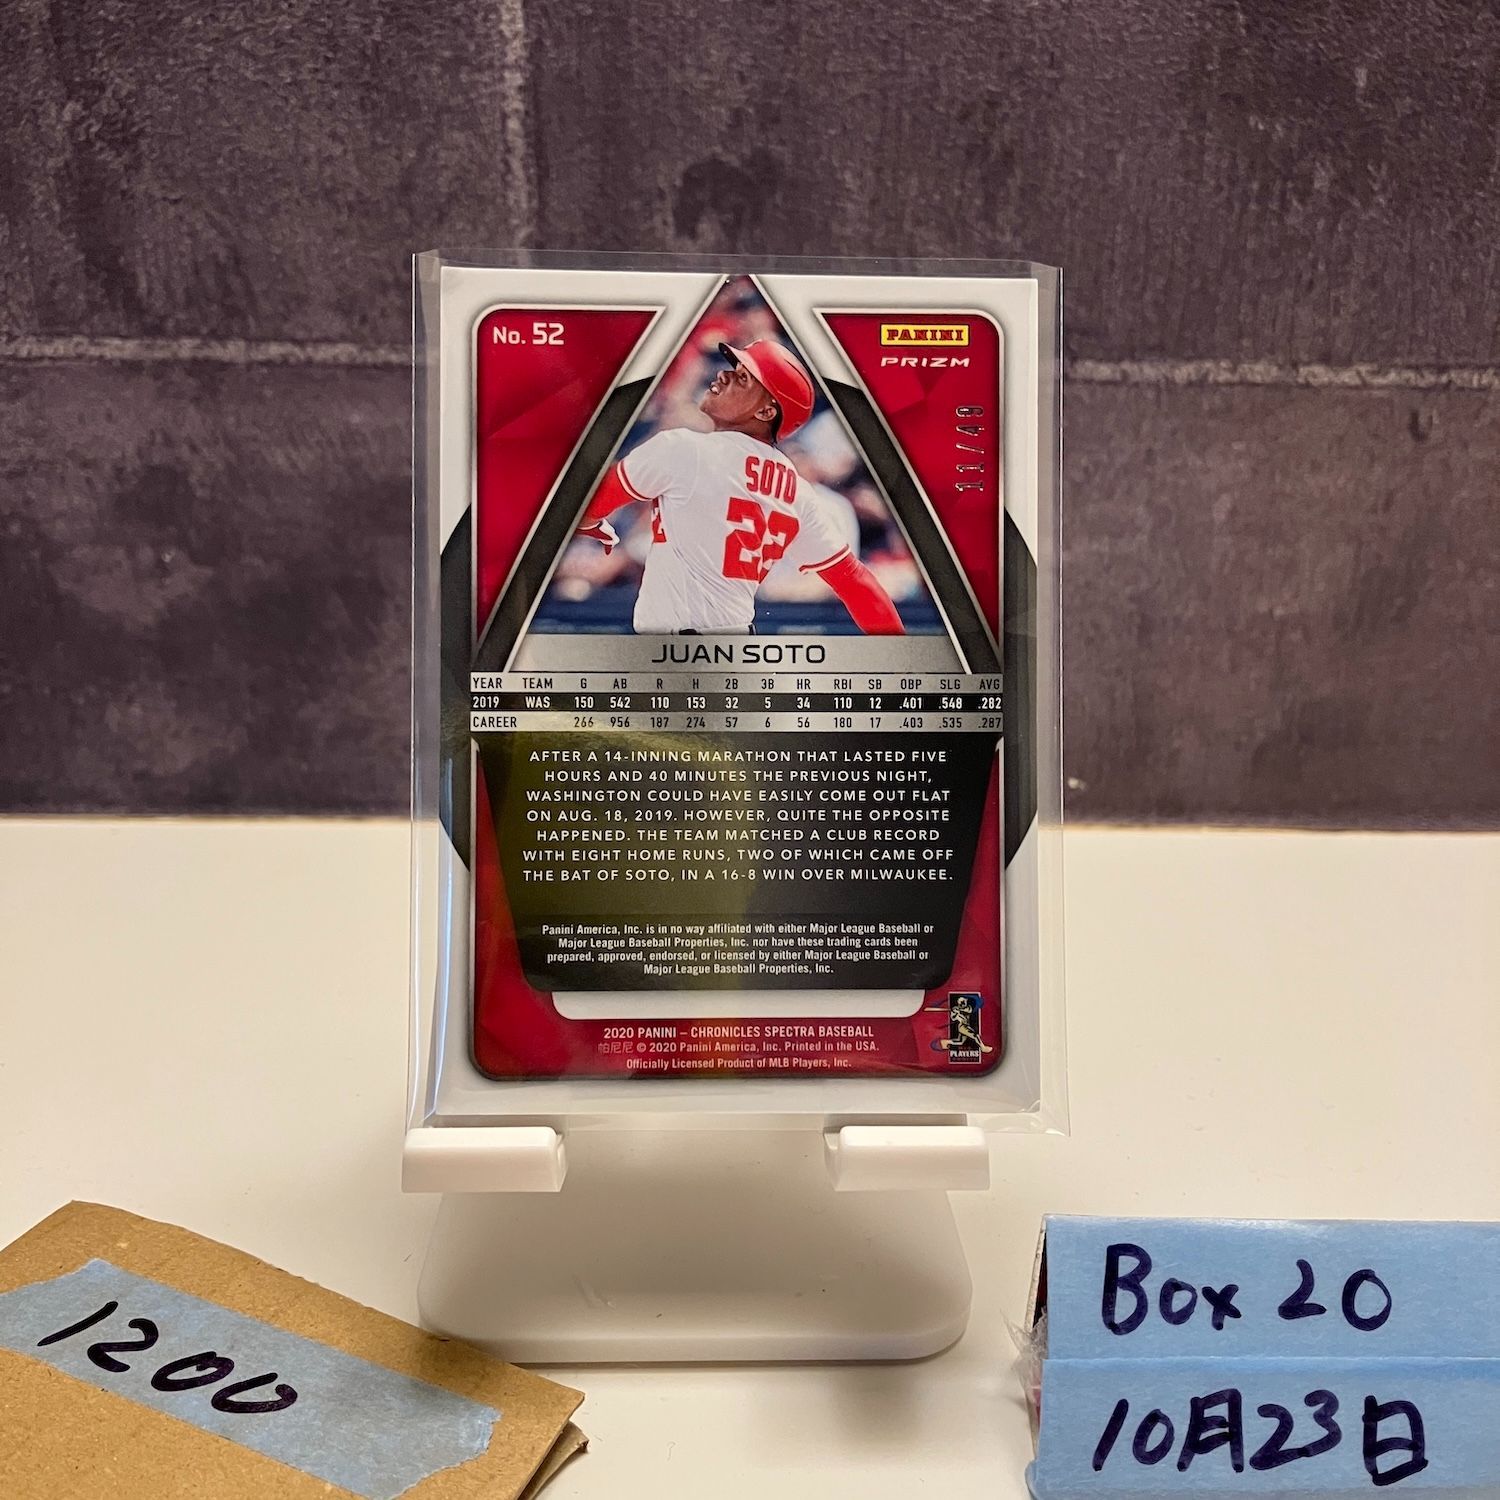 No. 52
PANINI
PRIZM
11/49
SOTO
22
JUAN SOTO
YEAR TEAM G AB R H 2B 3B HR RBI SB OBP SLG AVG
2019 WAS 150 542 110 153 32 5 34 110 12 .401 .548 .282
CAREER 266 956 187 274 57 6 56 180 17 .403 .535 .287
AFTER A 14-INNING MARATHON THAT LASTED FIVE
HOURS AND 40 MINUTES THE PREVIOUS NIGHT,
WASHINGTON COULD HAVE EASILY COME OUT FLAT
ON AUG. 18, 2019. HOWEVER, QUITE THE OPPOSITE
HAPPENED. THE TEAM MATCHED A CLUB RECORD
WITH EIGHT HOME RUNS, TWO OF WHICH CAME OFF
THE BAT OF SOTO, IN A 16-8 WIN OVER MILWAUKEE.
Panini America, Inc. is in no way affiliated with either Major League Baseball or
Major League Baseball Properties, Inc. nor have these trading cards been
prepared, approved, endorsed, or licensed by either Major League Baseball or
Major League Baseball Properties, Inc.
2020 PANINI – CHRONICLES SPECTRA BASEBALL
帕尼尼 © 2020 Panini America, Inc. Printed in the USA.
Officially Licensed Product of MLB Players, Inc.
PLAYERS
1200
Box 20
10月23日